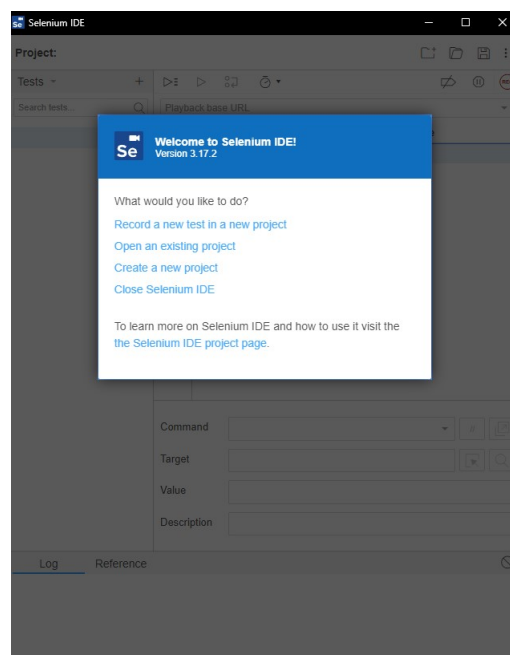 Se Selenium IDE
Project:
Tests
Search tests...
Playback base URL
Se
Welcome to Selenium IDE!
Version 3.17.2
What would you like to do?
Record a new test in a new project
Open an existing project
Create a new project
Close Selenium IDE
To learn more on Selenium IDE and how to use it visit the
the Selenium IDE project page.
Command
Target
Value
Description
Log Reference